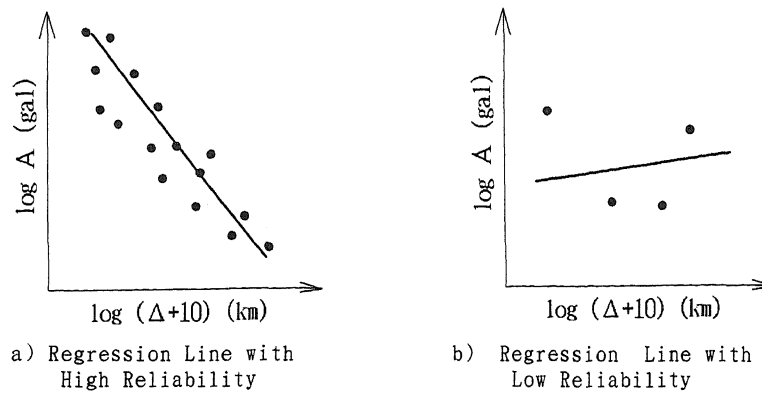 log A (gal)
log (Δ+10) (km)
a) Regression Line with
High Reliability
log A (gal)
log (Δ+10) (km)
b) Regression Line with
Low Reliability